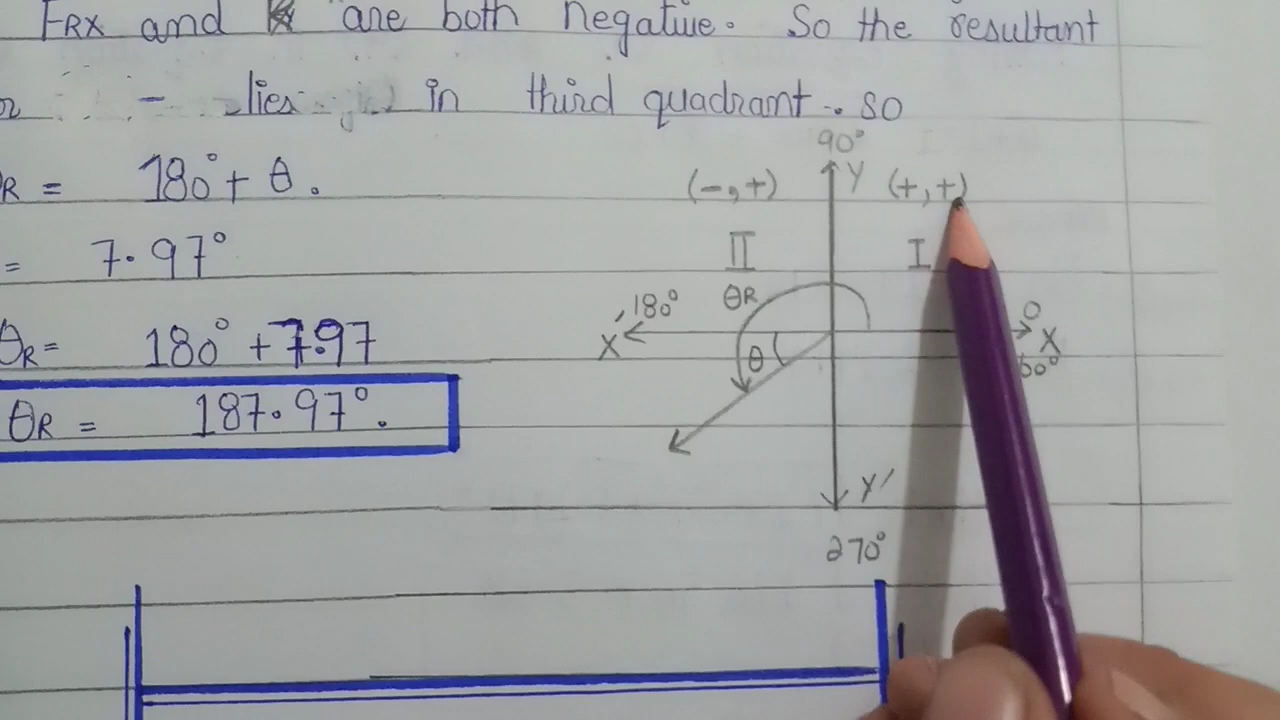 FRX and are both negative. So the resultant
lies in third quadrant. so
R = 180° + θ.
= 7.97°
θR = 180° + 7.97
θR = 187.97°.
90°
(-,+) Y (+,+)
II I
180° θR 0
X' X
θ 60°
Y'
270°